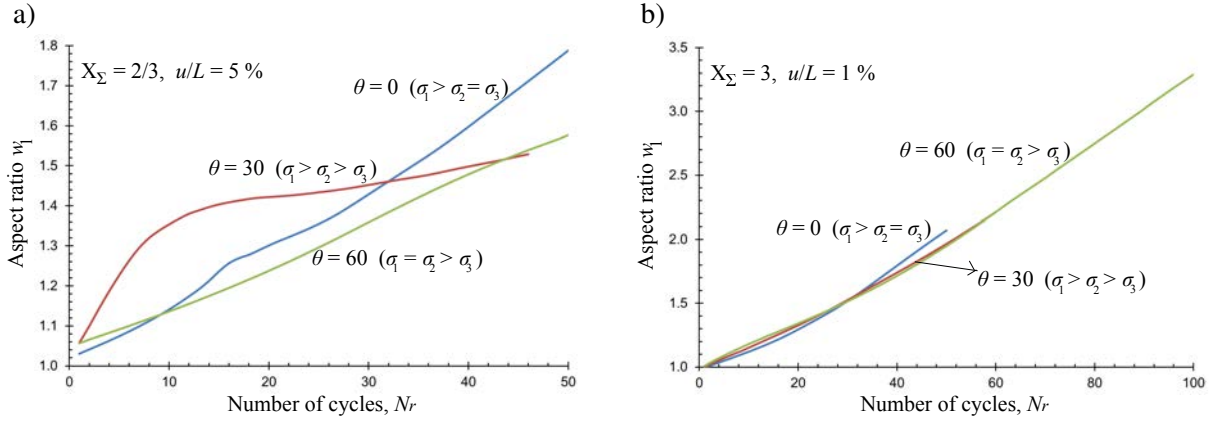 a)
1.8
1.7
1.6
1.5
1.4
1.3
1.2
1.1
1.0
Aspect ratio w₁
X_Σ = 2/3, u/L = 5 %
θ = 0 (σ₁ > σ₂ = σ₃)
θ = 30 (σ₁ > σ₂ > σ₃)
θ = 60 (σ₁ = σ₂ > σ₃)
0 10 20 30 40 50
Number of cycles, Nr
b)
3.5
3.0
2.5
2.0
1.5
1.0
Aspect ratio w₁
X_Σ = 3, u/L = 1 %
θ = 60 (σ₁ = σ₂ > σ₃)
θ = 0 (σ₁ > σ₂ = σ₃)
θ = 30 (σ₁ > σ₂ > σ₃)
0 20 40 60 80 100
Number of cycles, Nr